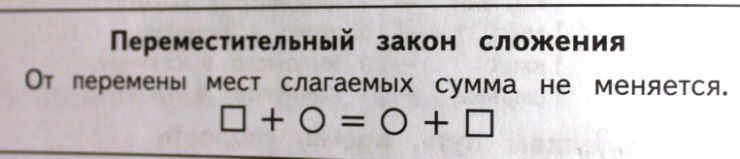 Переместительный закон сложения
От перемены мест слагаемых сумма не меняется.
□ + ○ = ○ + □